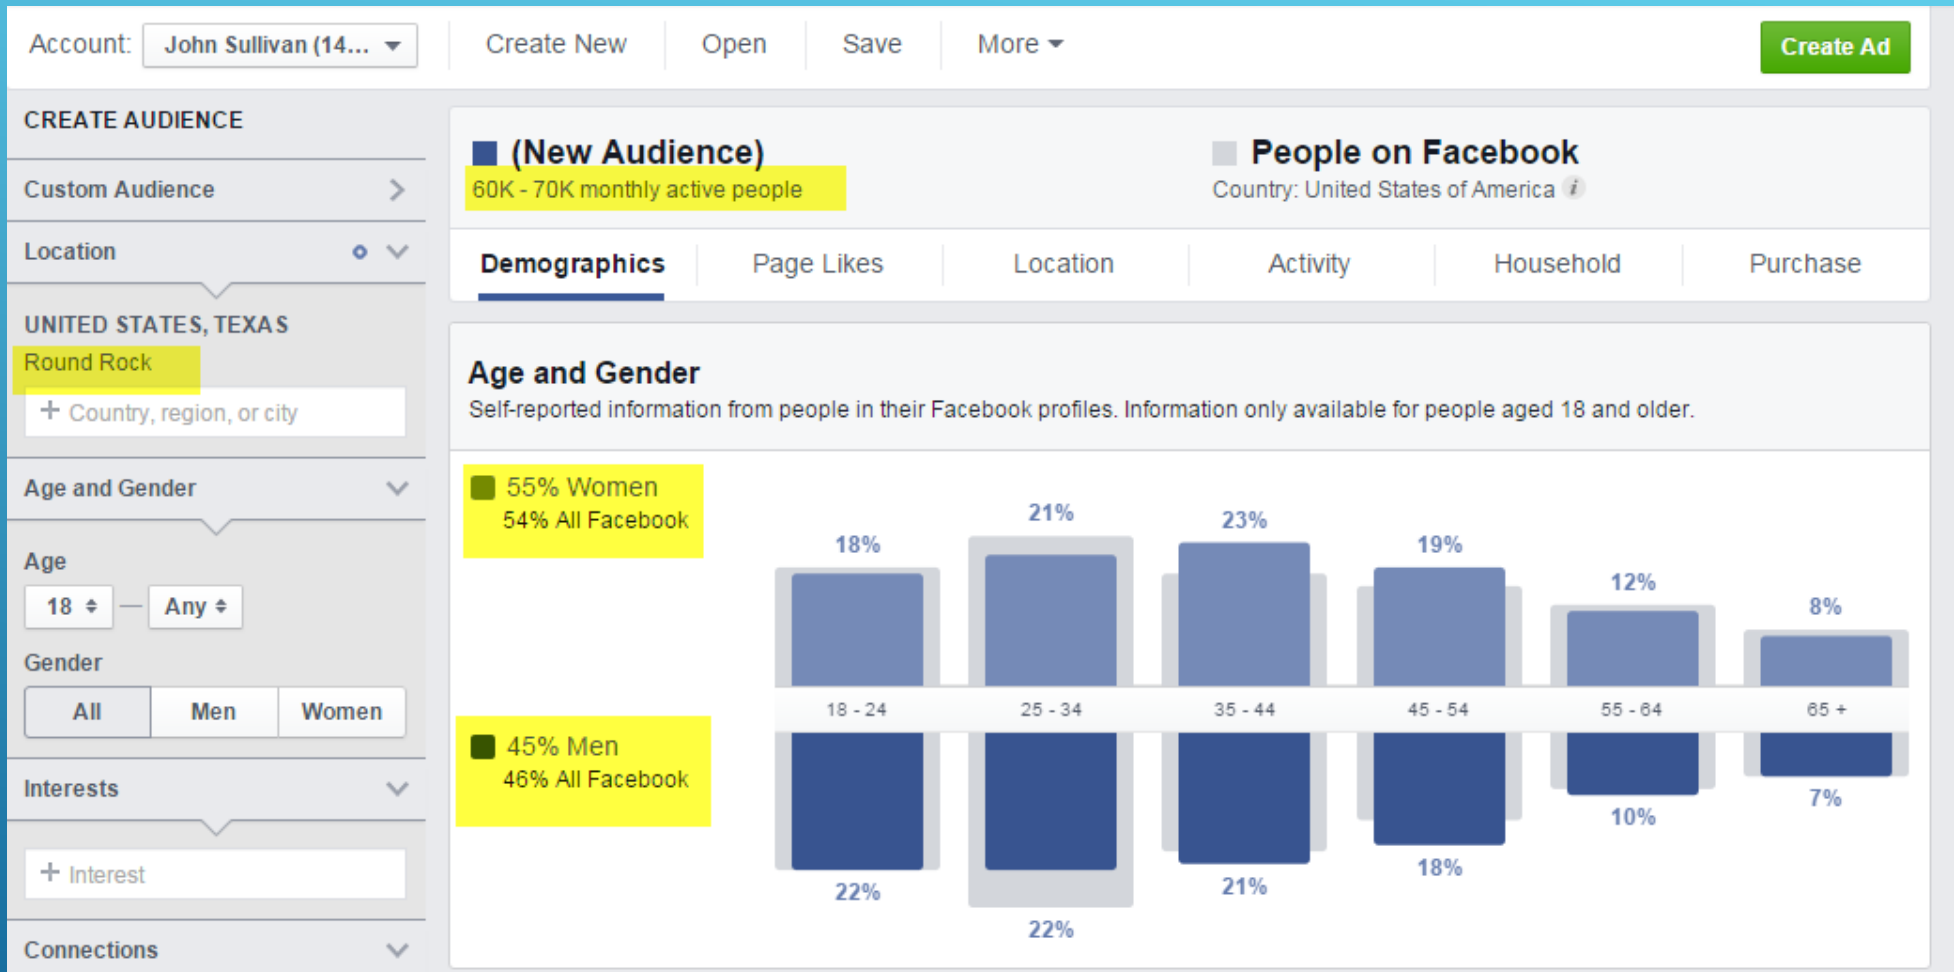 Account: John Sullivan (14... Create New Open Save More Create Ad
CREATE AUDIENCE
Custom Audience
Location
UNITED STATES, TEXAS
Round Rock
+ Country, region, or city
Age and Gender
Age
18 — Any
Gender
All Men Women
Interests
+ Interest
Connections
(New Audience)
60K - 70K monthly active people
People on Facebook
Country: United States of America i
Demographics Page Likes Location Activity Household Purchase
Age and Gender
Self-reported information from people in their Facebook profiles. Information only available for people aged 18 and older.
55% Women
54% All Facebook
18% 21% 23% 19% 12% 8%
18 - 24 25 - 34 35 - 44 45 - 54 55 - 64 65 +
45% Men
46% All Facebook
22% 22% 21% 18% 10% 7%